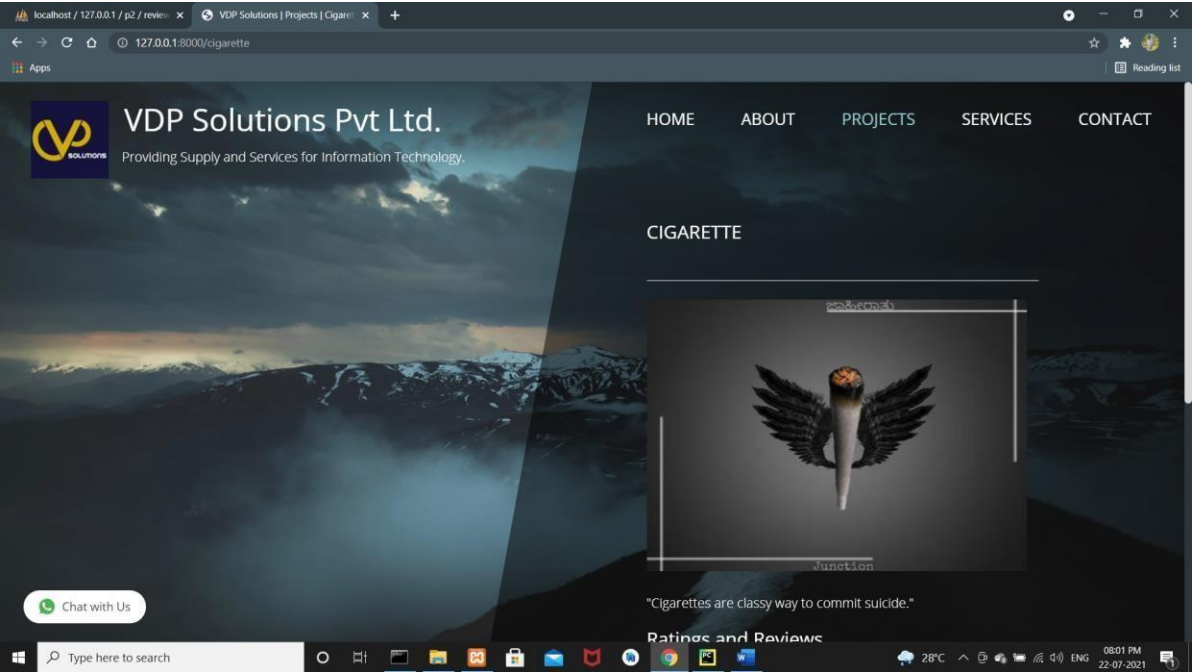 localhost / 127.0.0.1 / p2 / review
VDP Solutions | Projects | Cigaret
127.0.0.1:8000/cigarette
Apps
Reading list
SOLUTIONS
VDP Solutions Pvt Ltd.
Providing Supply and Services for Information Technology.
HOME ABOUT PROJECTS SERVICES CONTACT
CIGARETTE
ಜಾಹೀರಾತು
Junction
"Cigarettes are classy way to commit suicide."
Ratings and Reviews
Chat with Us
Type here to search
28°C
ENG
08:01 PM
22-07-2021